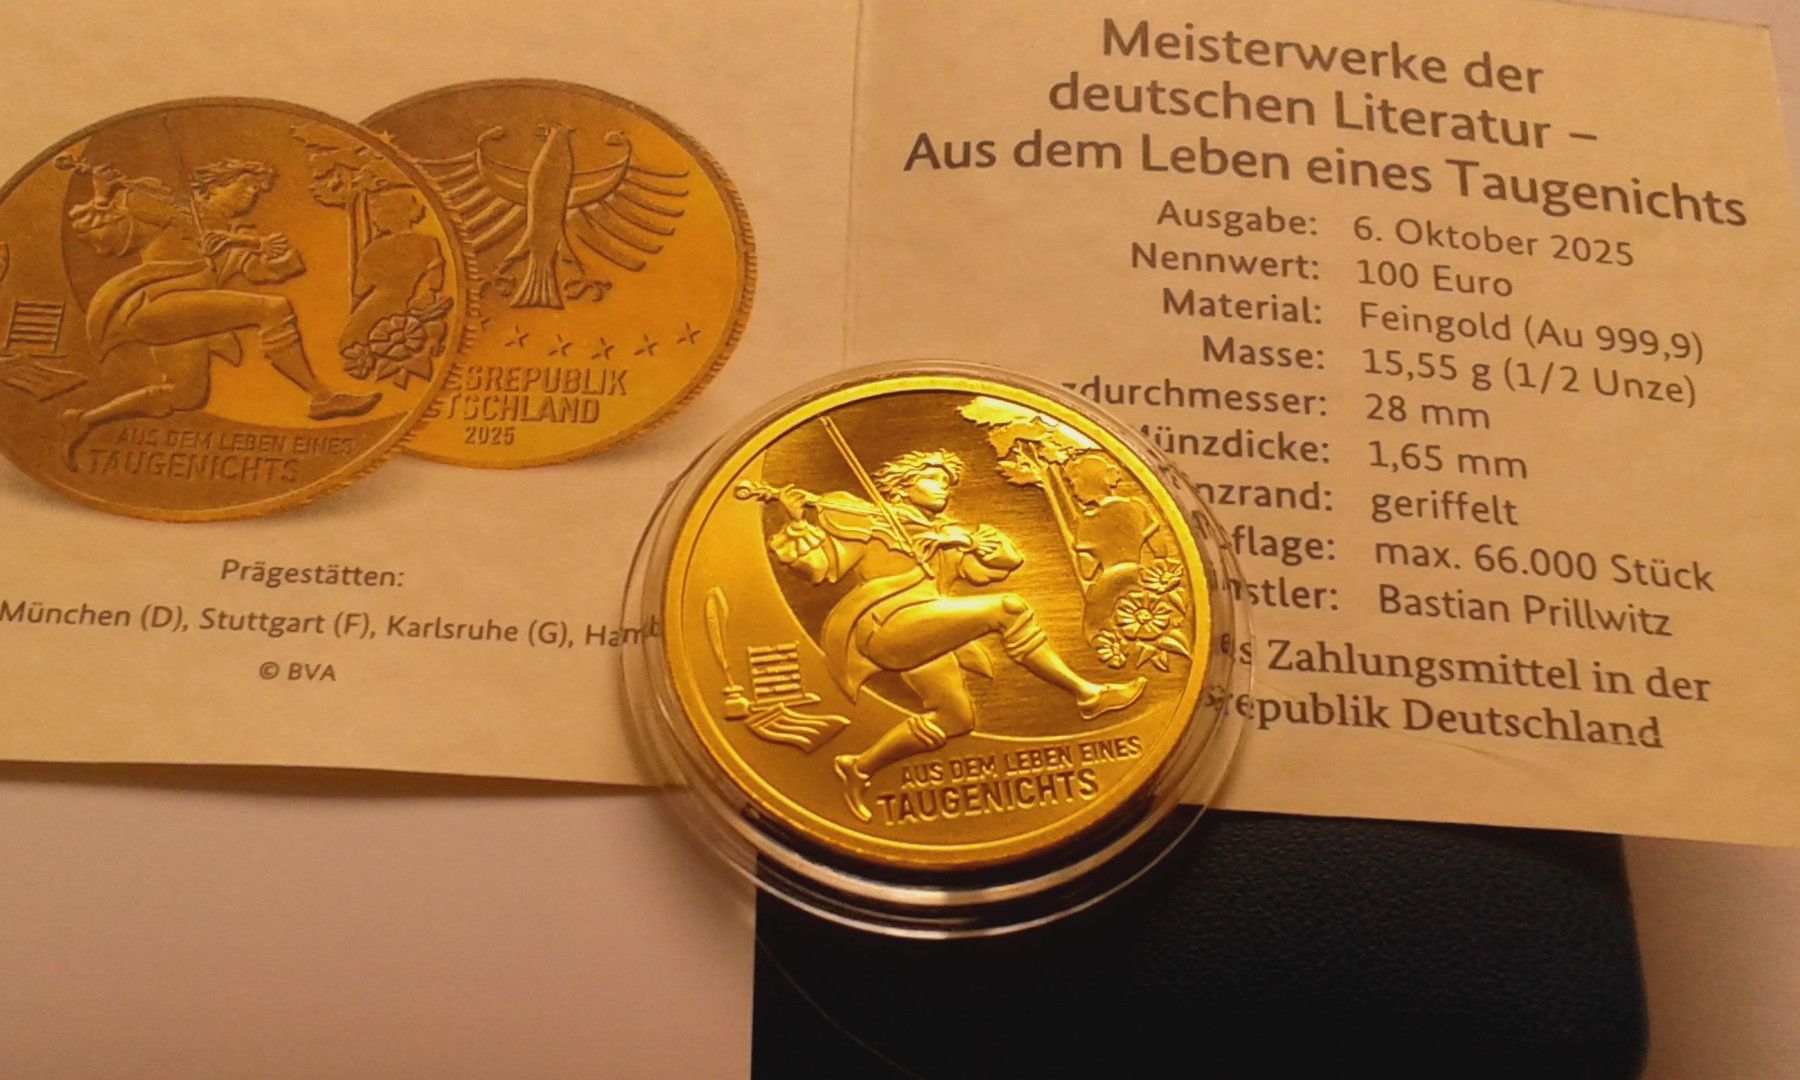 SREPUBLIK
TSCHLAND
2025
AUS DEM LEBEN EINES
TAUGENICHTS
Prägestätten:
München (D), Stuttgart (F), Karlsruhe (G), Hamb
© BVA
Meisterwerke der
deutschen Literatur –
Aus dem Leben eines Taugenichts
Ausgabe: 6. Oktober 2025
Nennwert: 100 Euro
Material: Feingold (Au 999,9)
Masse: 15,55 g (1/2 Unze)
zdurchmesser: 28 mm
Münzdicke: 1,65 mm
nzrand: geriffelt
flage: max. 66.000 Stück
nstler: Bastian Prillwitz
es Zahlungsmittel in der
republik Deutschland
AUS DEM LEBEN EINES
TAUGENICHTS